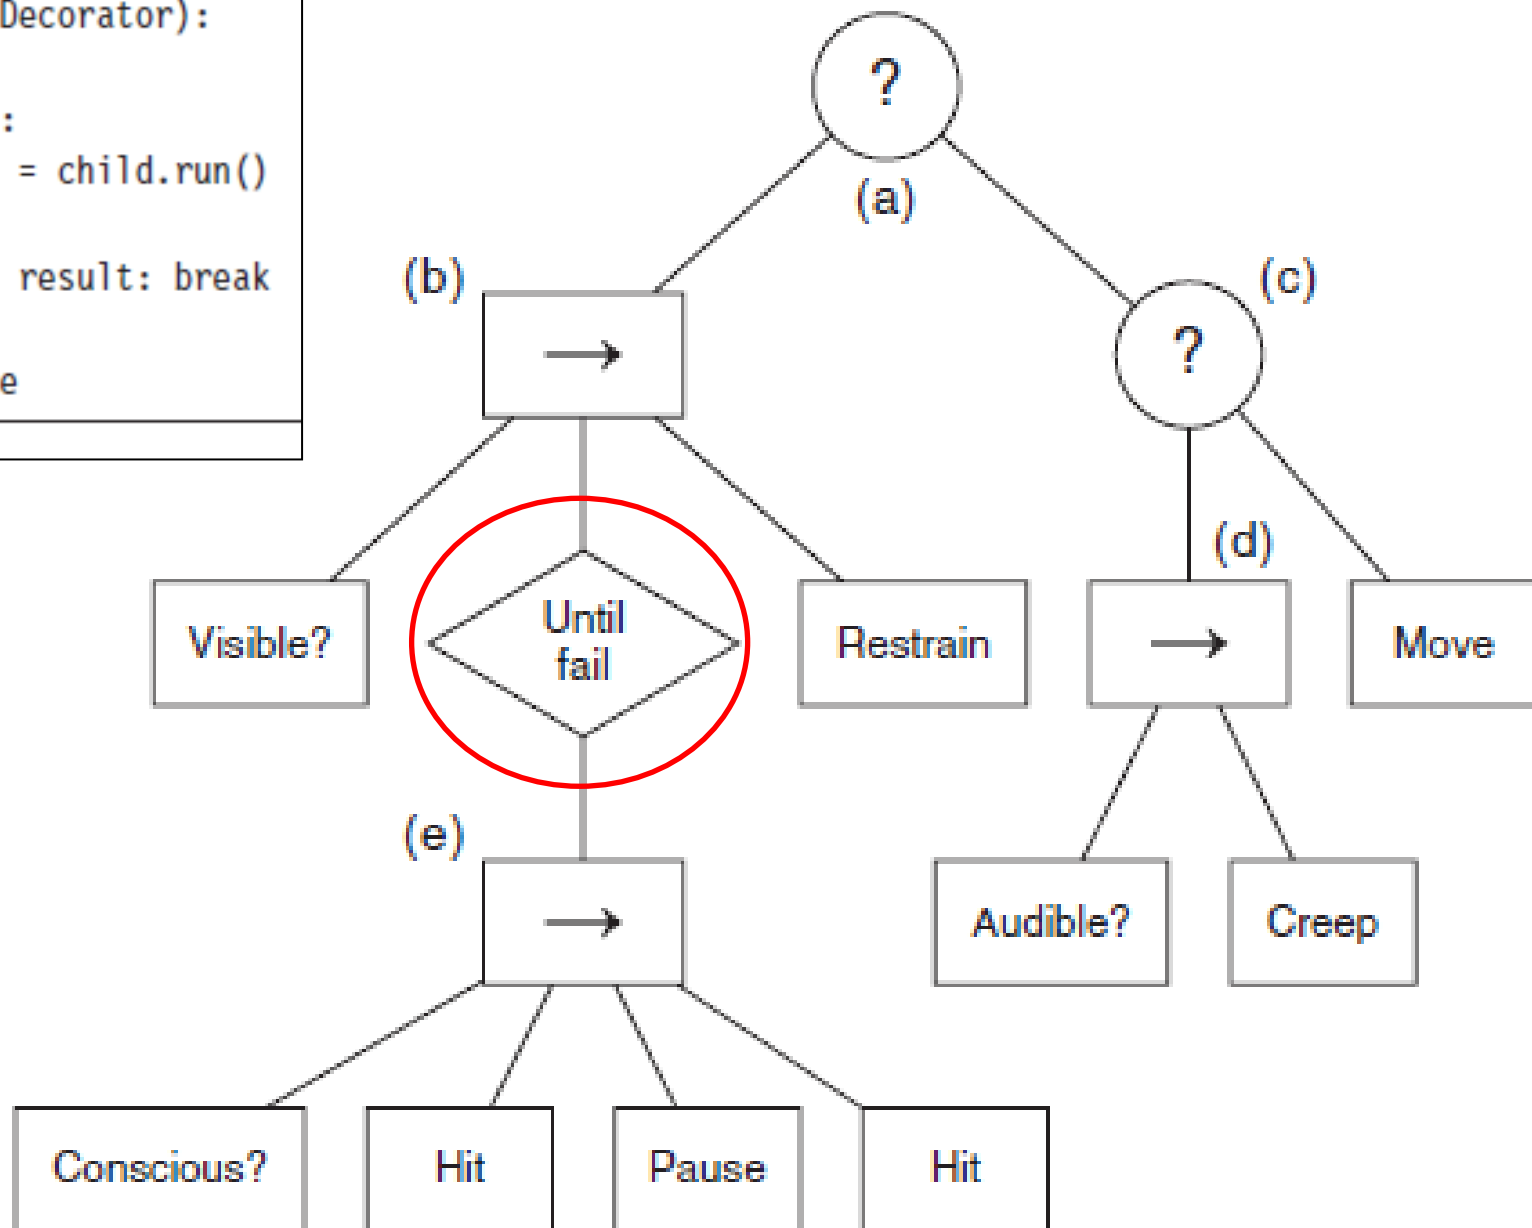 Decorator):
:
= child.run()
result: break
e
?
(a)
(b)
→
(c)
?
Visible?
Until
fail
Restrain
(d)
→
Move
(e)
→
Audible?
Creep
Conscious?
Hit
Pause
Hit